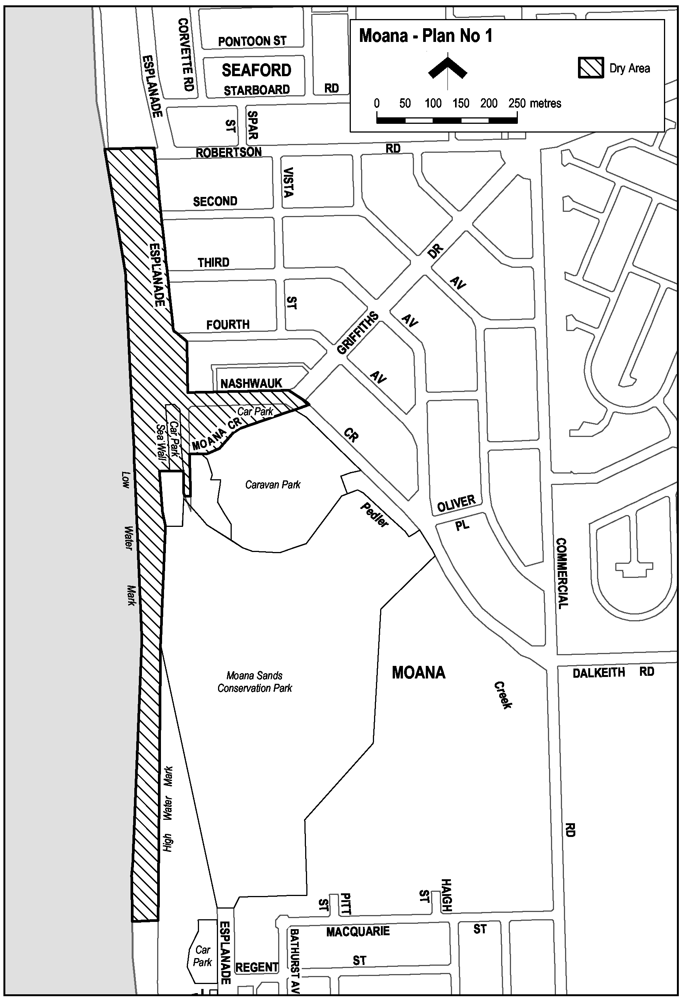 Moana - Plan No 1
Dry Area
0 50 100 150 200 250 metres
CORVETTE RD
PONTOON ST
ESPLANADE
SEAFORD
STARBOARD RD
SPAR ST
ROBERTSON RD
VISTA ST
SECOND AV
ESPLANADE
THIRD AV
DR
FOURTH AV
GRIFFITHS
NASHWAUK CR
Car Park
MOANA CR
Car Park
Sea Wall
Low Water Mark
Caravan Park
Pedler
OLIVER
PL
COMMERCIAL
Moana Sands
Conservation Park
MOANA
Creek
DALKEITH RD
High Water Mark
RD
PITT
ST
HAIGH
ST
ESPLANADE
MACQUARIE ST
BATHURST AV
Car
Park
REGENT ST